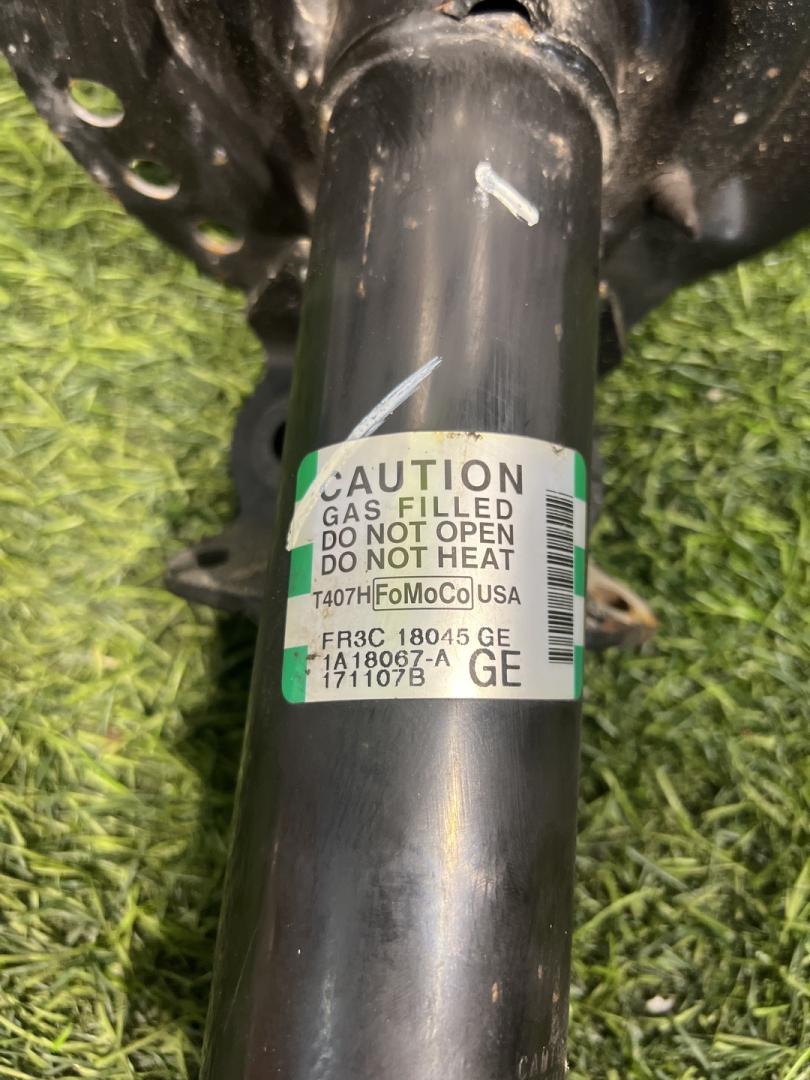 CAUTION
GAS FILLED
DO NOT OPEN
DO NOT HEAT
T407H FoMoCo USA
FR3C 18045 GE
1A18067-A GE
171107B